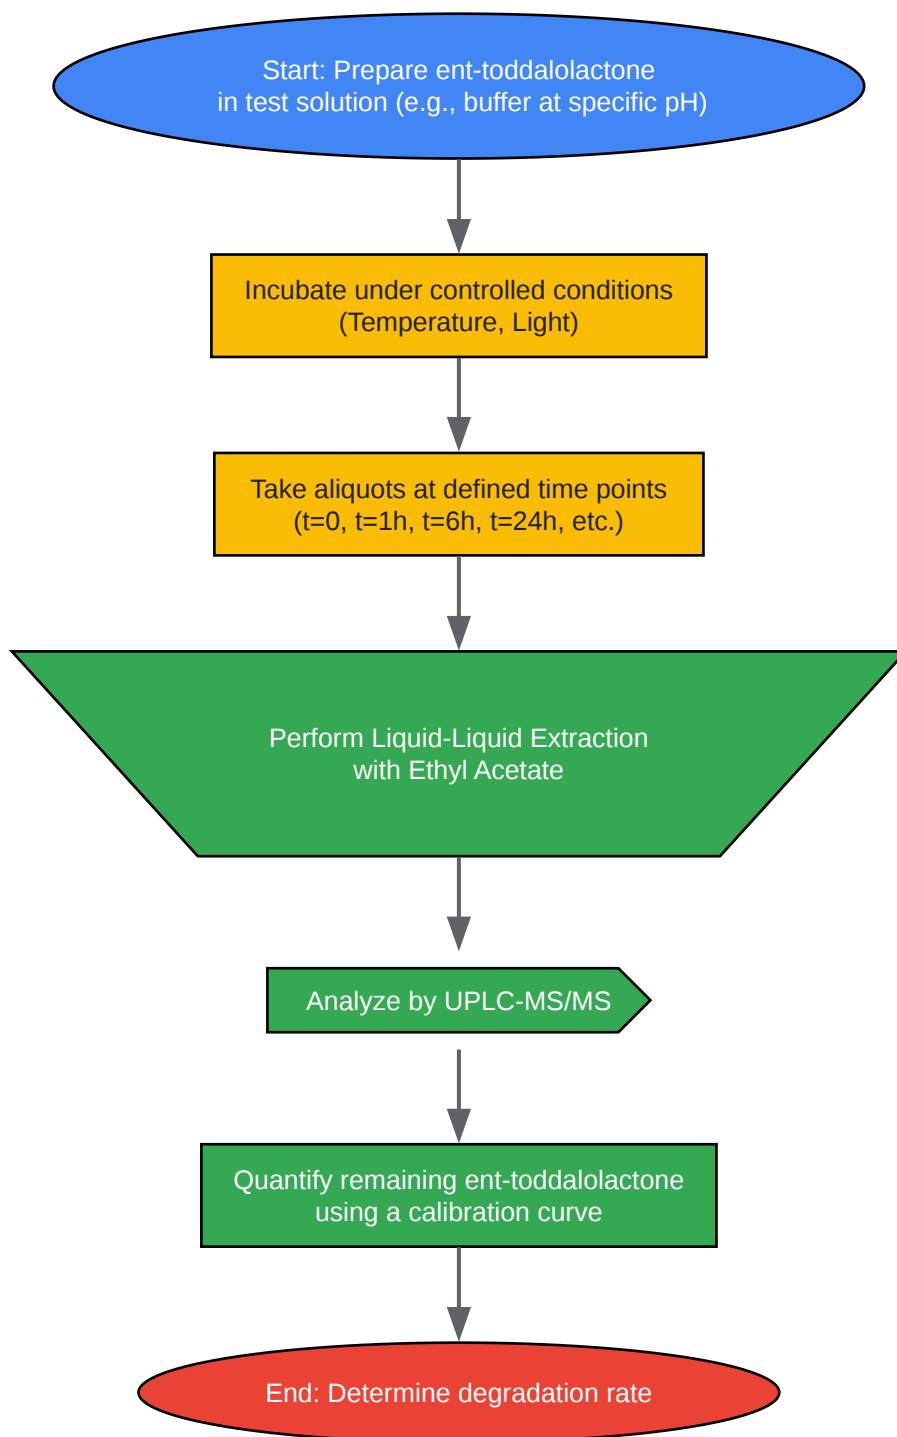 Start: Prepare ent-toddalolactone
in test solution (e.g., buffer at specific pH)
Incubate under controlled conditions
(Temperature, Light)
Take aliquots at defined time points
(t=0, t=1h, t=6h, t=24h, etc.)
Perform Liquid-Liquid Extraction
with Ethyl Acetate
Analyze by UPLC-MS/MS
Quantify remaining ent-toddalolactone
using a calibration curve
End: Determine degradation rate